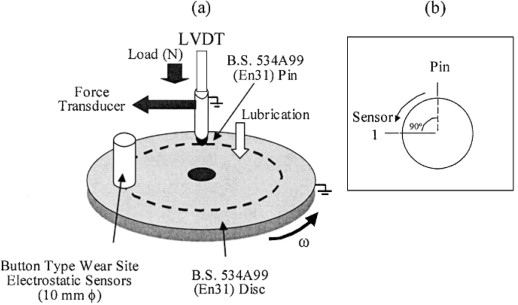 (a)
(b)
LVDT
Load (N)
B.S. 534A99
(En31) Pin
Force
Transducer
Lubrication
Pin
Sensor
1
90º
ω
Button Type Wear Site
Electrostatic Sensors
(10 mm ϕ)
B.S. 534A99
(En31) Disc